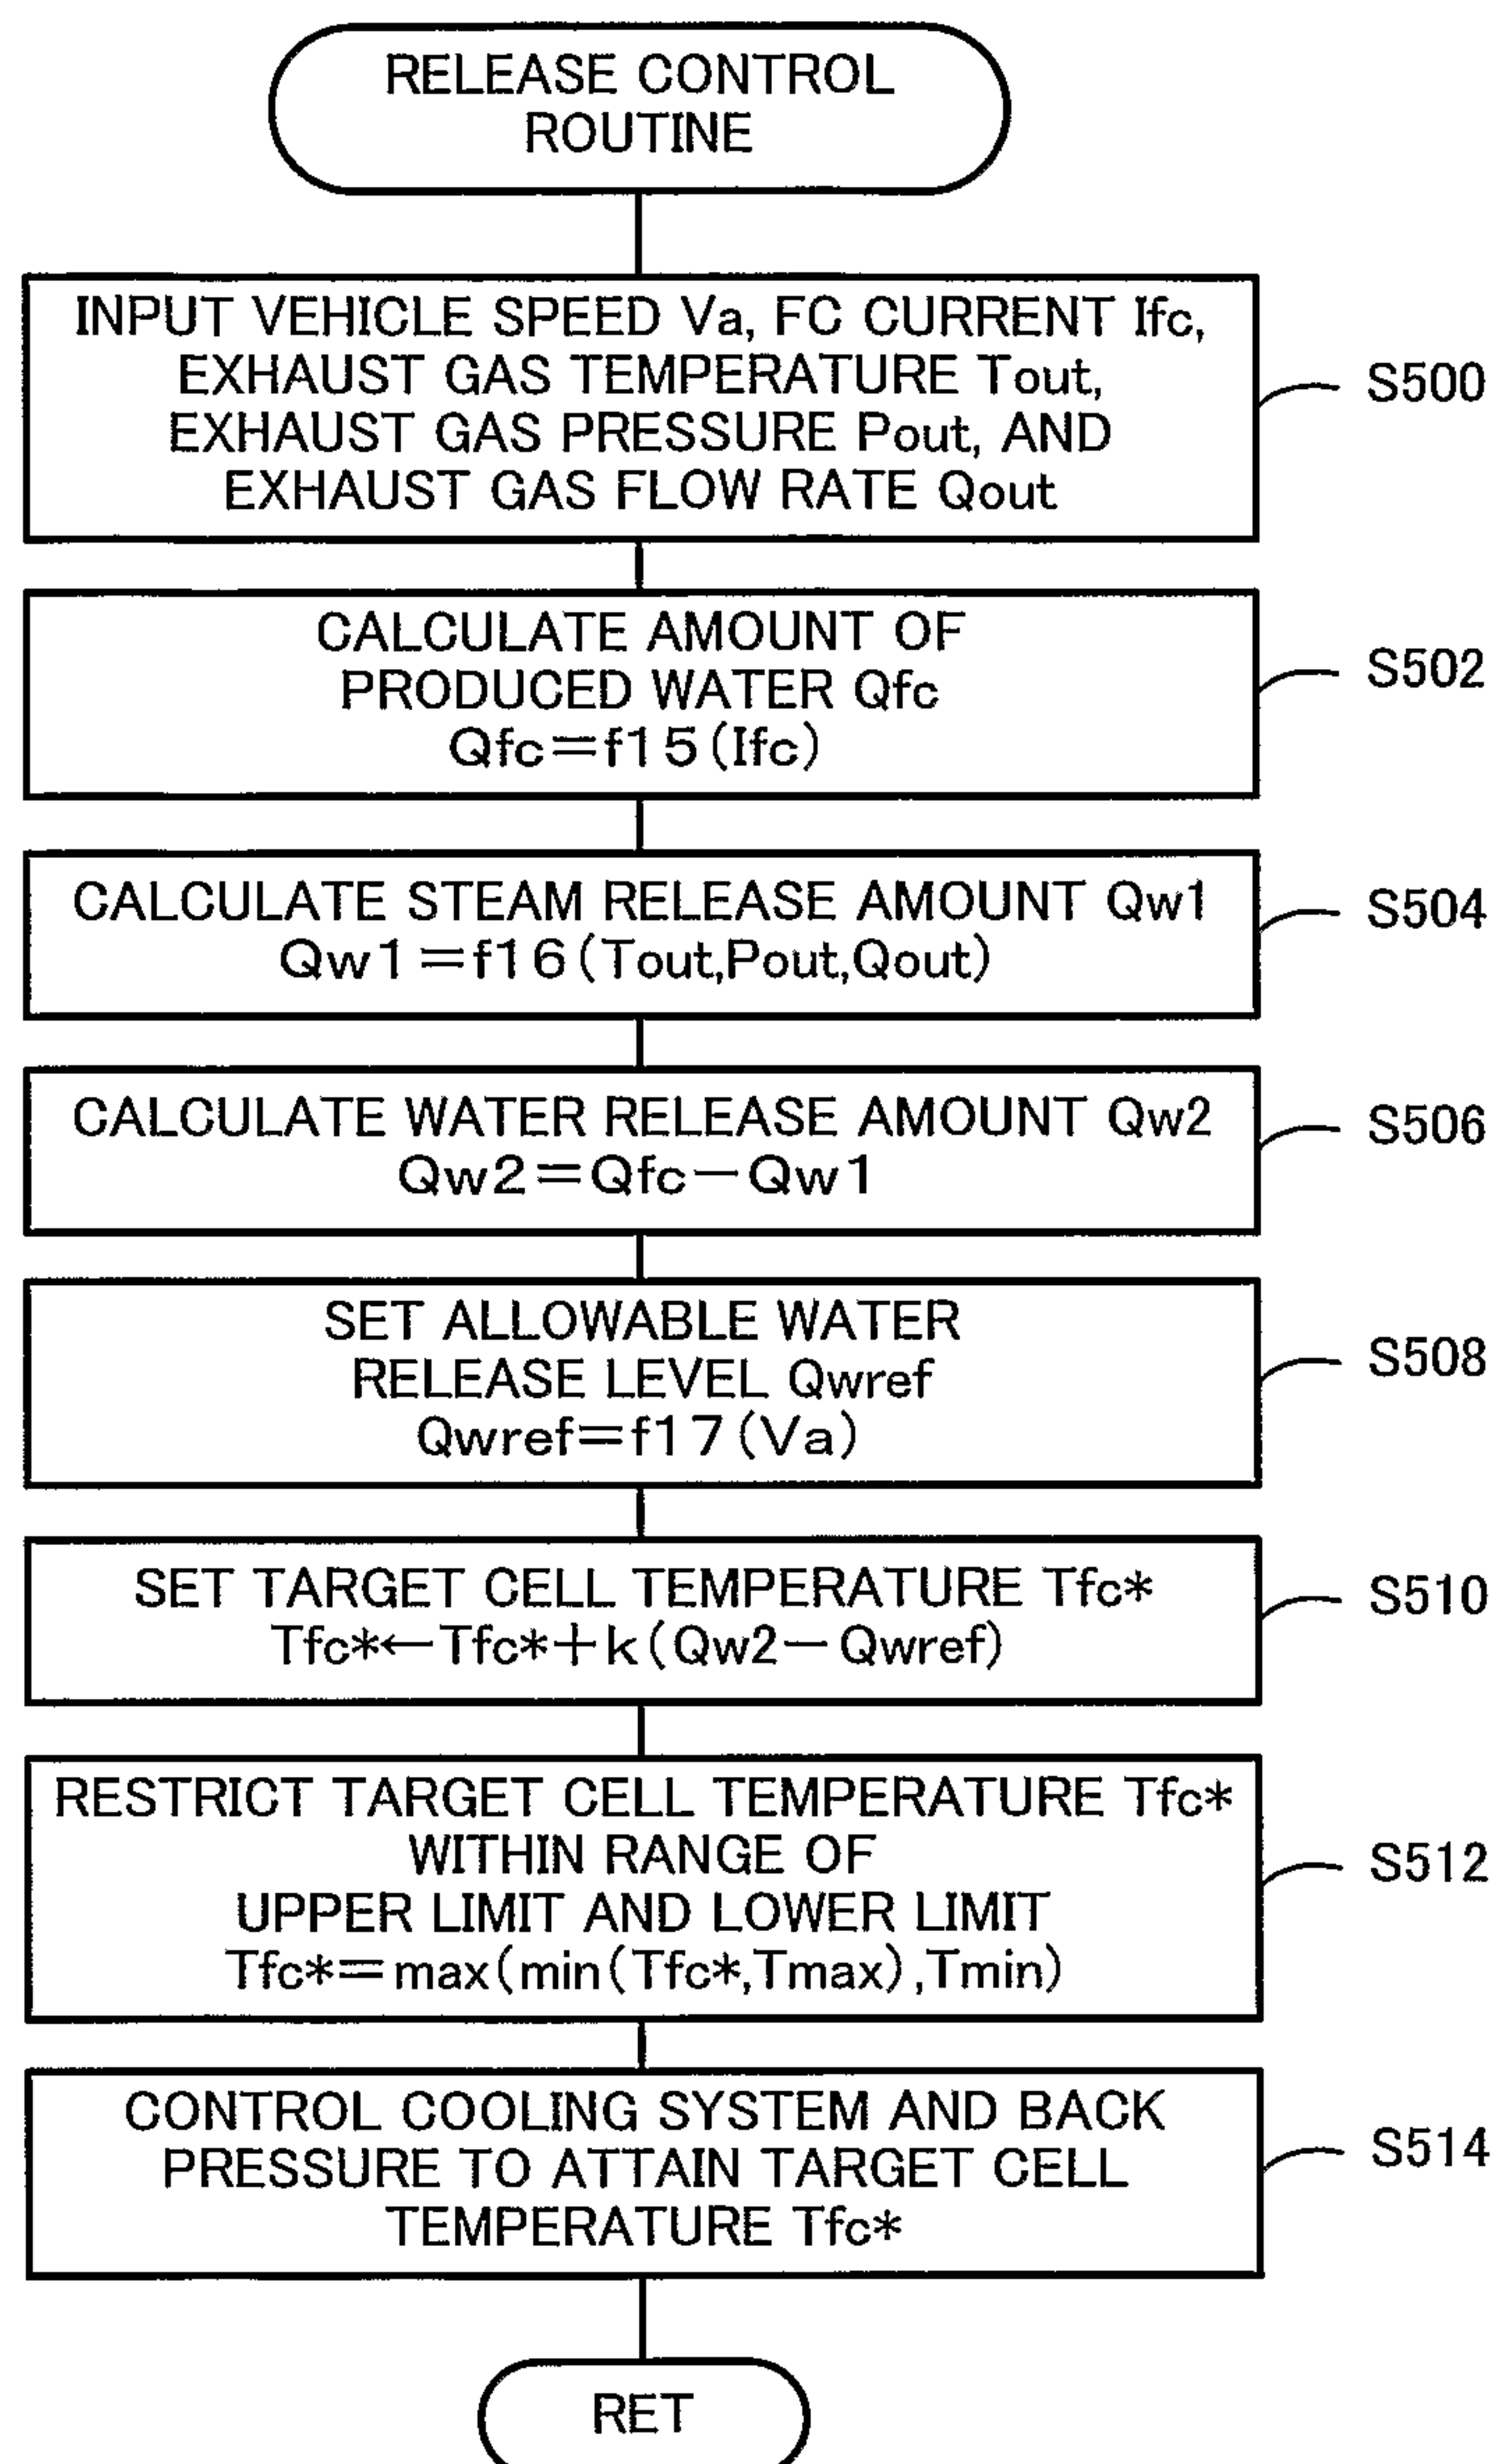 RELEASE CONTROL
ROUTINE
INPUT VEHICLE SPEED Va, FC CURRENT Ifc,
EXHAUST GAS TEMPERATURE Tout,
EXHAUST GAS PRESSURE Pout, AND
EXHAUST GAS FLOW RATE Qout
S500
CALCULATE AMOUNT OF
PRODUCED WATER Qfc
Qfc=f15(Ifc)
S502
CALCULATE STEAM RELEASE AMOUNT Qw1
Qw1=f16(Tout,Pout,Qout)
S504
CALCULATE WATER RELEASE AMOUNT Qw2
Qw2=Qfc-Qw1
S506
SET ALLOWABLE WATER
RELEASE LEVEL Qwref
Qwref=f17(Va)
S508
SET TARGET CELL TEMPERATURE Tfc*
Tfc*←Tfc*+k(Qw2-Qwref)
S510
RESTRICT TARGET CELL TEMPERATURE Tfc*
WITHIN RANGE OF
UPPER LIMIT AND LOWER LIMIT
Tfc*=max(min(Tfc*,Tmax),Tmin)
S512
CONTROL COOLING SYSTEM AND BACK
PRESSURE TO ATTAIN TARGET CELL
TEMPERATURE Tfc*
S514
RET